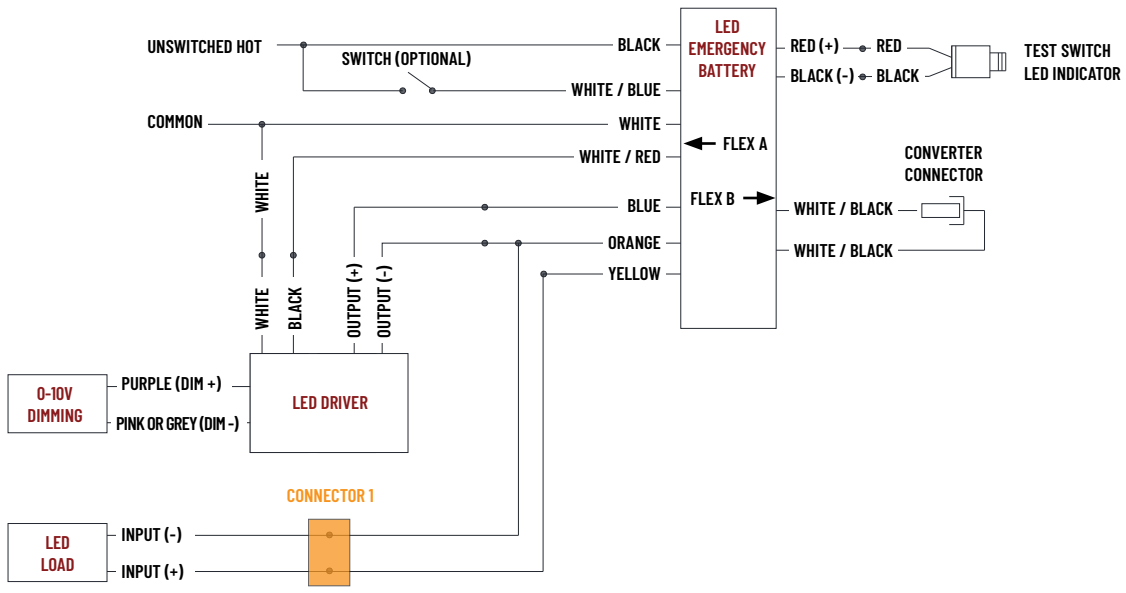 UNSWITCHED HOT
SWITCH (OPTIONAL)
BLACK
LED
EMERGENCY
BATTERY
RED (+)
RED
TEST SWITCH
LED INDICATOR
BLACK (-)
BLACK
WHITE / BLUE
COMMON
WHITE
FLEX A
WHITE / RED
CONVERTER
CONNECTOR
WHITE
BLUE
FLEX B
WHITE / BLACK
ORANGE
WHITE / BLACK
YELLOW
WHITE
BLACK
OUTPUT (+)
OUTPUT (-)
0-10V
DIMMING
PURPLE (DIM +)
PINK OR GREY (DIM -)
LED DRIVER
CONNECTOR 1
LED
LOAD
INPUT (-)
INPUT (+)